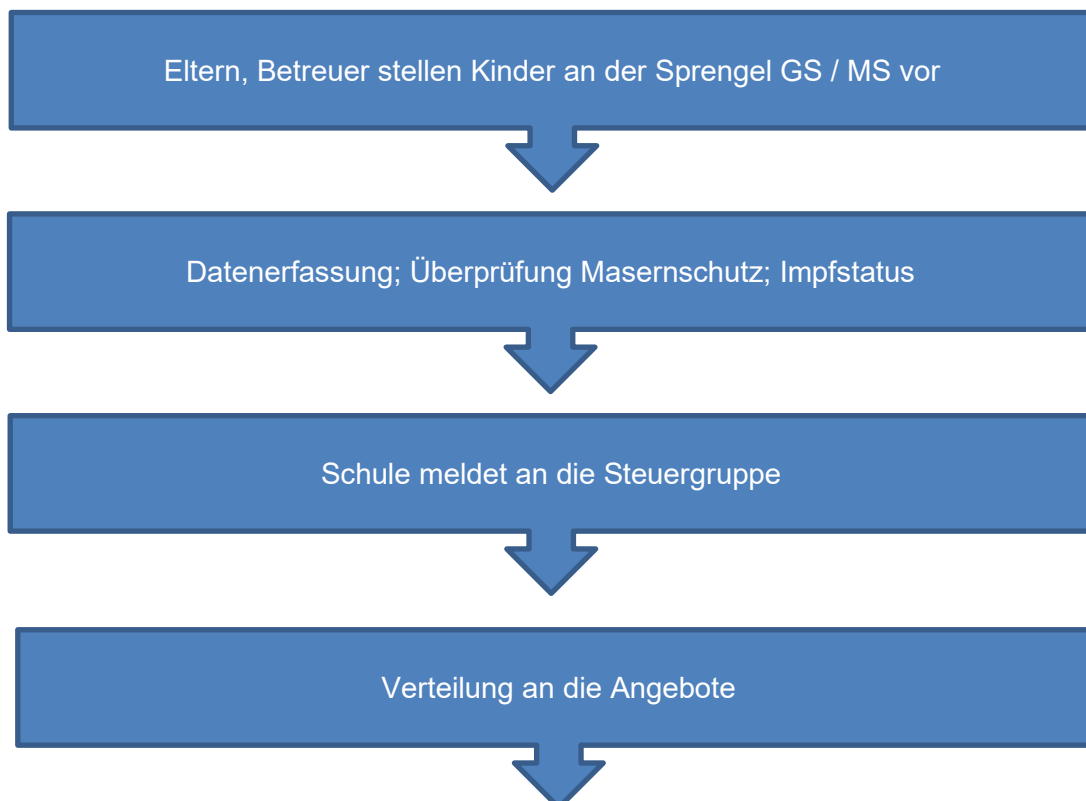 Eltern, Betreuer stellen Kinder an der Sprengel GS / MS vor
Datenerfassung; Überprüfung Masernschutz; Impfstatus
Schule meldet an die Steuergruppe
Verteilung an die Angebote